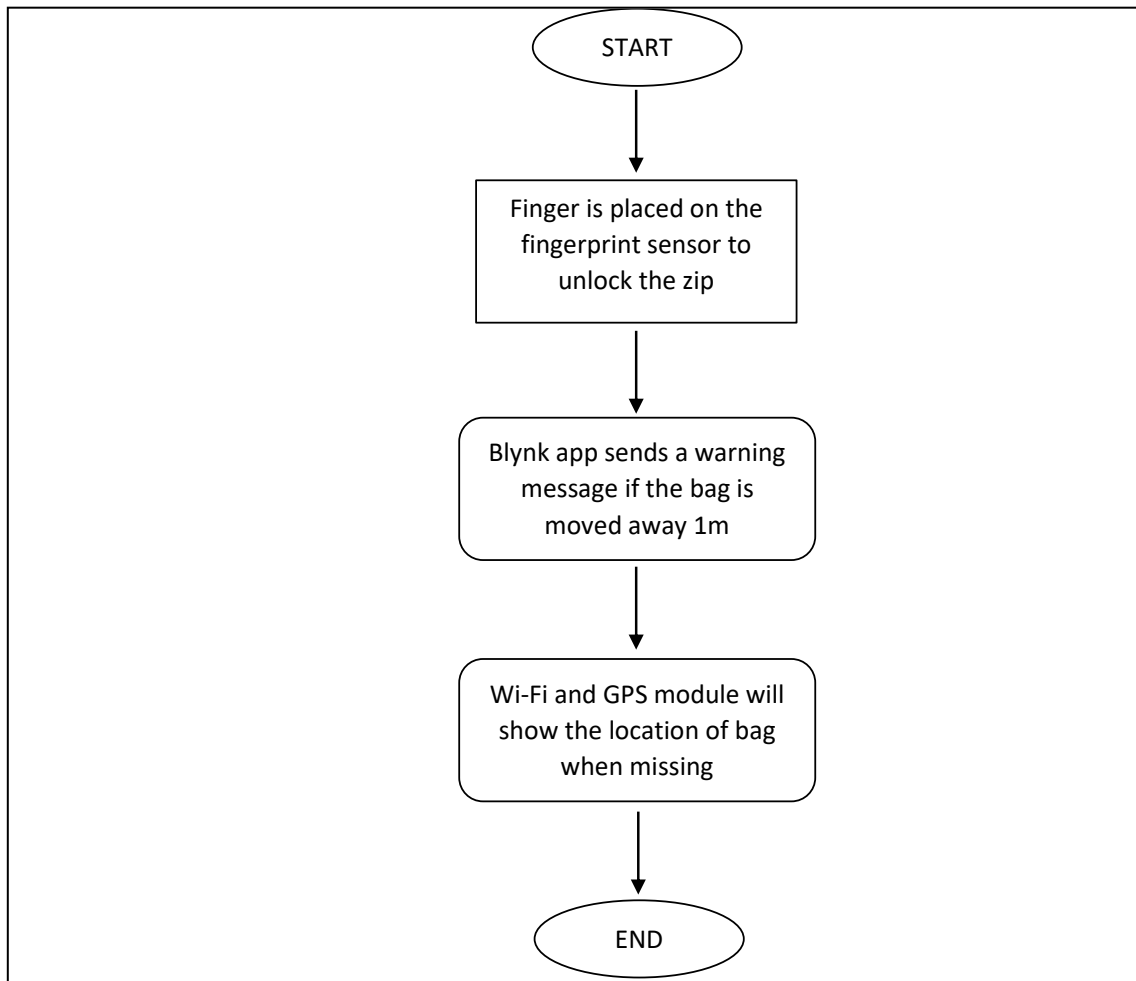 START
Finger is placed on the
fingerprint sensor to
unlock the zip
Blynk app sends a warning
message if the bag is
moved away 1m
Wi-Fi and GPS module will
show the location of bag
when missing
END